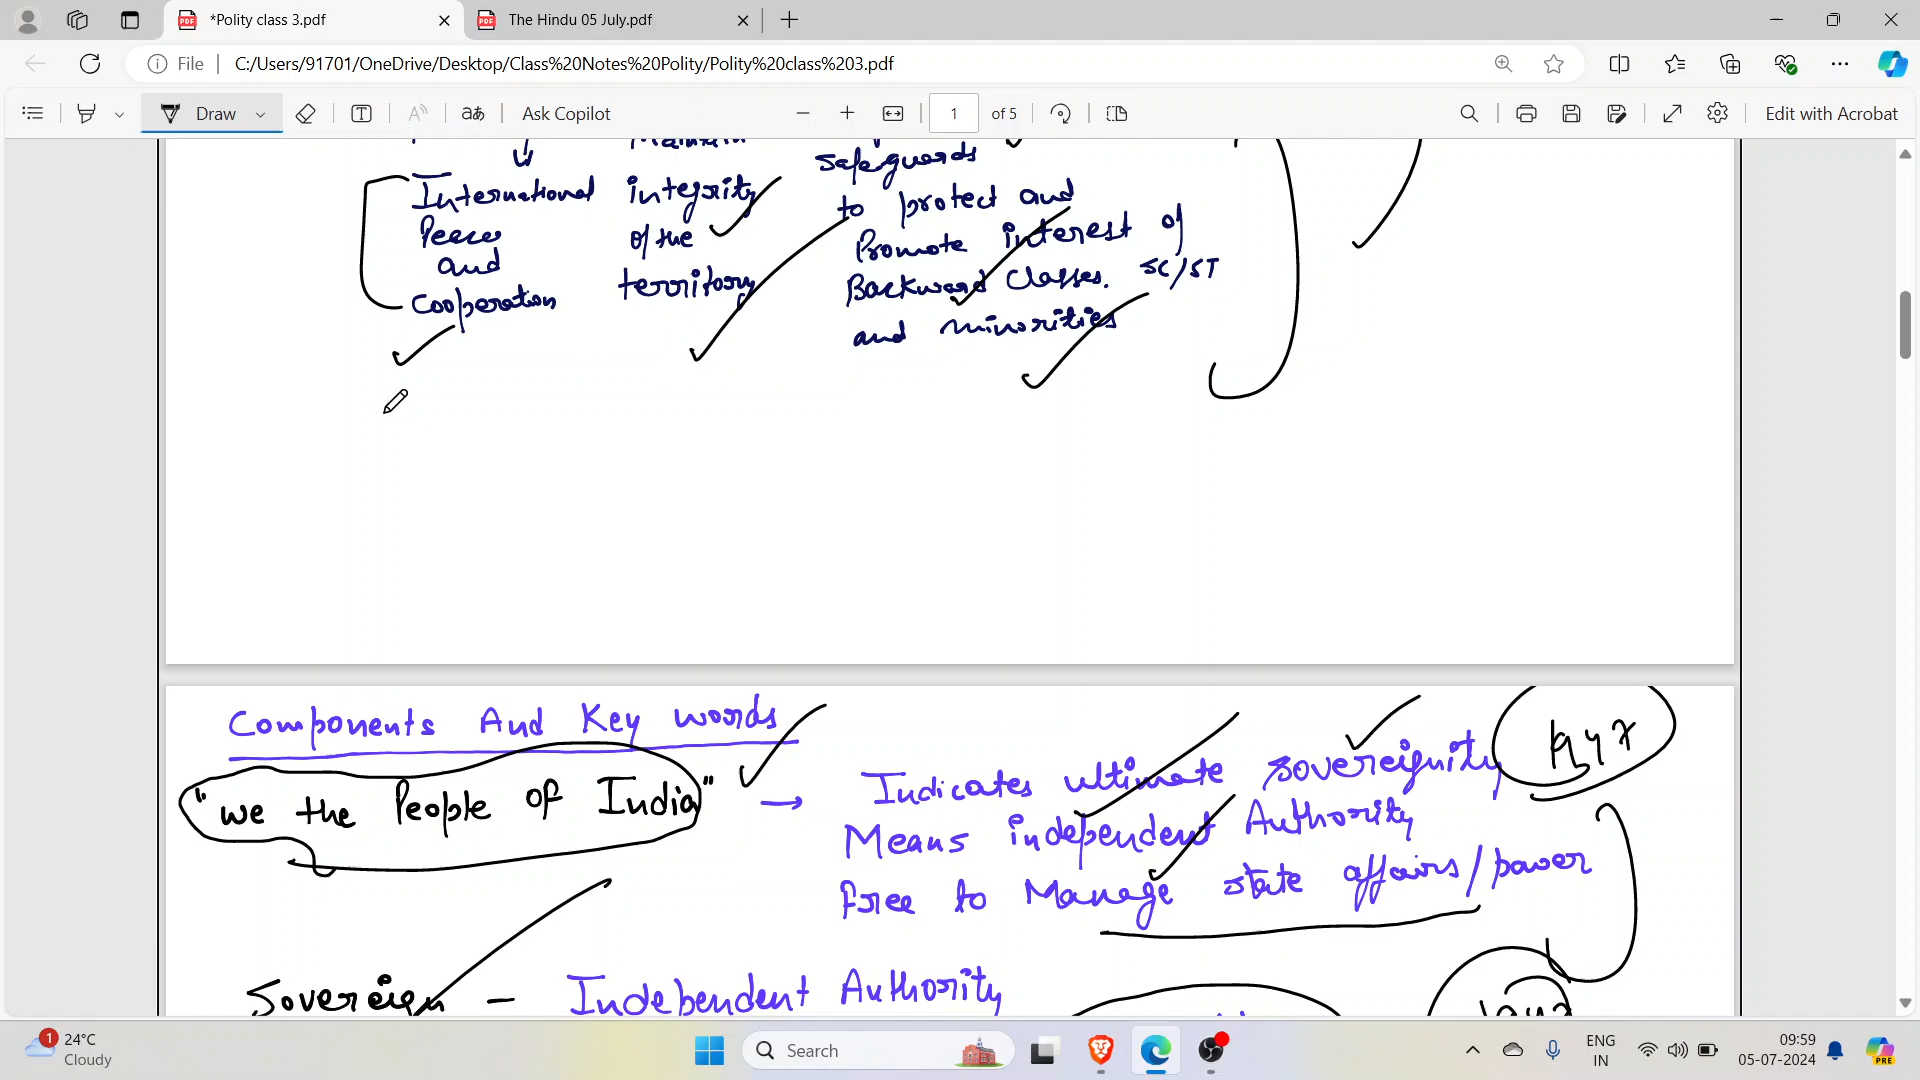 *Polity class 3.pdf
The Hindu 05 July.pdf
File
C:/Users/91701/OneDrive/Desktop/Class%20Notes%20Polity/Polity%20class%203.pdf
Draw
Ask Copilot
1 of 5
Edit with Acrobat
International
Peace
and
Cooperation
Maintain
integrity
of the
territory
safeguards
to protect and
Promote interest of
Backward Classes. SC/ST
and minorities
Components And Key words
"We the People of India"
→ Indicates ultimate sovereignity
Means independent Authority
free to Manage state affairs/power
1947
Sovereign - Independent Authority
24°C
Cloudy
1
Search
ENG
IN
09:59
05-07-2024
PRE